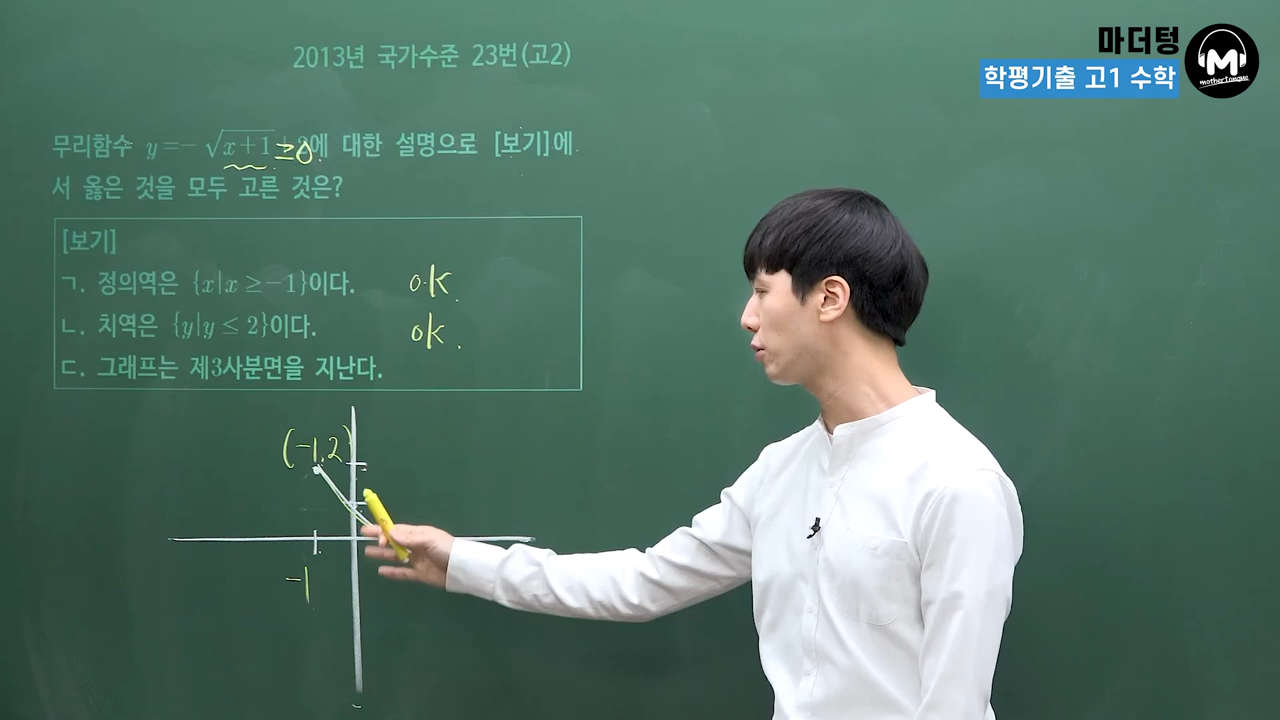 마더텅
학평기출 고1 수학
M
mothertongue
2013년 국가수준 23번(고2)
무리함수 y=-√x+1+2에 대한 설명으로 [보기]에
≥0
서 옳은 것을 모두 고른 것은?
[보기]
ㄱ. 정의역은 {x|x≥-1}이다. ok.
ㄴ. 치역은 {y|y≤2}이다. ok.
ㄷ. 그래프는 제3사분면을 지난다.
(-1,2)
-1